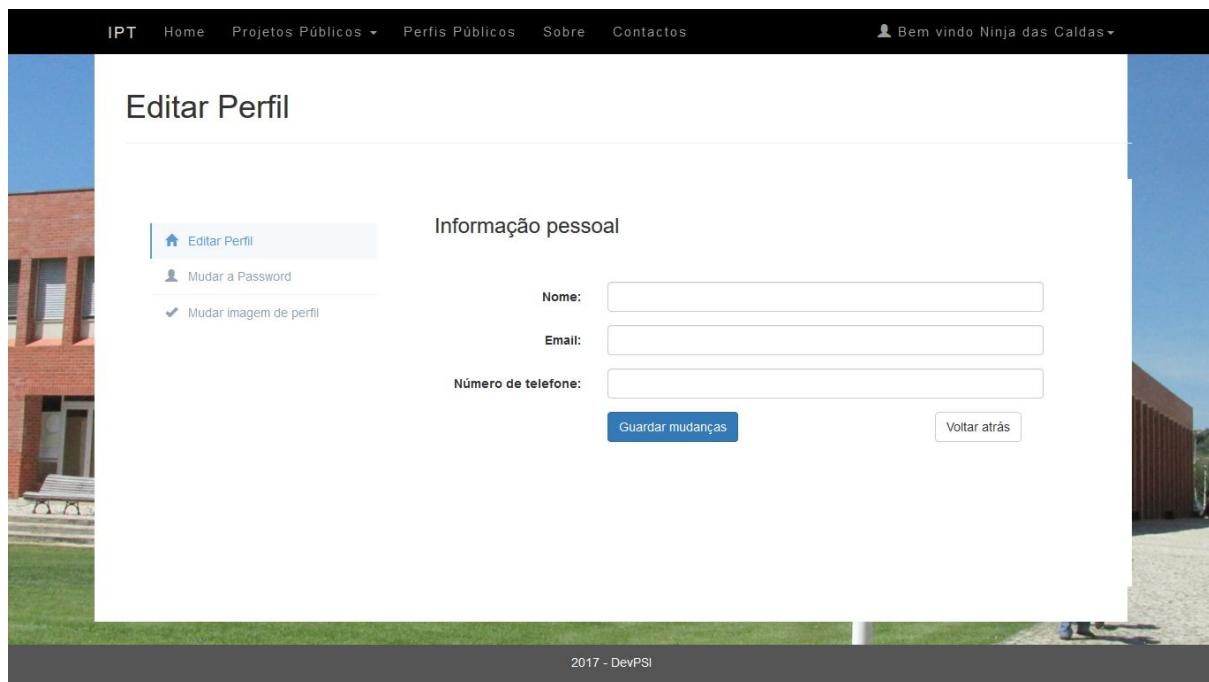 IPT Home Projetos Públicos Perfis Públicos Sobre Contactos Bem vindo Ninja das Caldas
Editar Perfil
Editar Perfil
Mudar a Password
Mudar imagem de perfil
Informação pessoal
Nome:
Email:
Número de telefone:
Guardar mudanças Voltar atrás
2017 - DevPSI